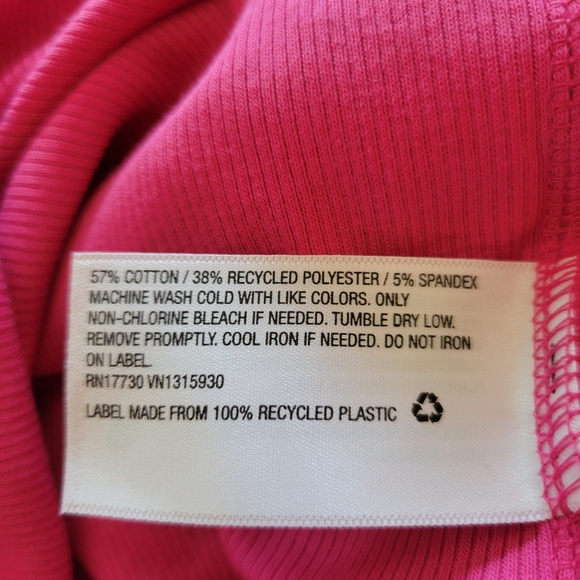 57% COTTON / 38% RECYCLED POLYESTER / 5% SPANDEX
MACHINE WASH COLD WITH LIKE COLORS. ONLY
NON-CHLORINE BLEACH IF NEEDED. TUMBLE DRY LOW.
REMOVE PROMPTLY. COOL IRON IF NEEDED. DO NOT IRON
ON LABEL.
RN17730 VN1315930
LABEL MADE FROM 100% RECYCLED PLASTIC